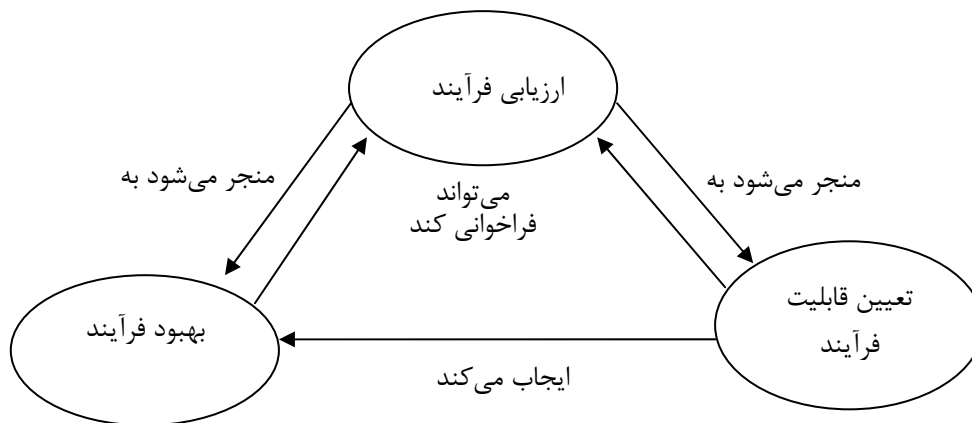 ارزیابی فرآیند
منجر می‌شود به
منجر می‌شود به
می‌تواند
فراخوانی کند
تعیین قابلیت
فرآیند
بهبود فرآیند
ایجاب می‌کند